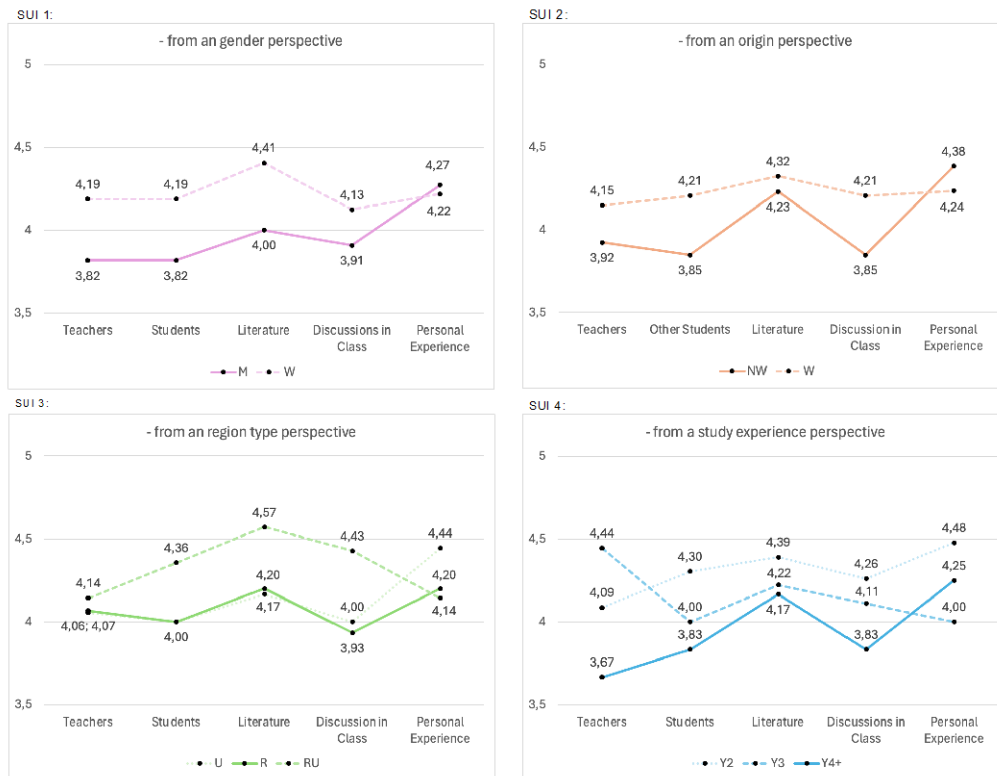 SUI 1:
- from an gender perspective
5
4,5
4
3,5
4,19
4,19
4,41
4,13
4,27
4,22
3,82
3,82
4,00
3,91
Teachers
Students
Literature
Discussions in
Class
Personal
Experience
M
W
SUI 2:
- from an origin perspective
5
4,5
4
3,5
4,15
4,21
4,32
4,21
4,38
4,24
3,92
3,85
4,23
3,85
Teachers
Other Students
Literature
Discussion in
Class
Personal
Experience
NW
W
SUI 3:
- from an region type perspective
5
4,5
4
3,5
4,14
4,36
4,57
4,43
4,44
4,20
4,14
4,06; 4,07
4,00
4,20
4,17
4,00
3,93
Teachers
Students
Literature
Discussion in
Class
Personal
Experience
U
R
RU
SUI 4:
- from a study experience perspective
5
4,5
4
3,5
4,44
4,09
3,67
4,30
4,00
3,83
4,39
4,22
4,17
4,26
4,11
3,83
4,48
4,25
4,00
Teachers
Students
Literature
Discussions in
Class
Personal
Experience
Y2
Y3
Y4+